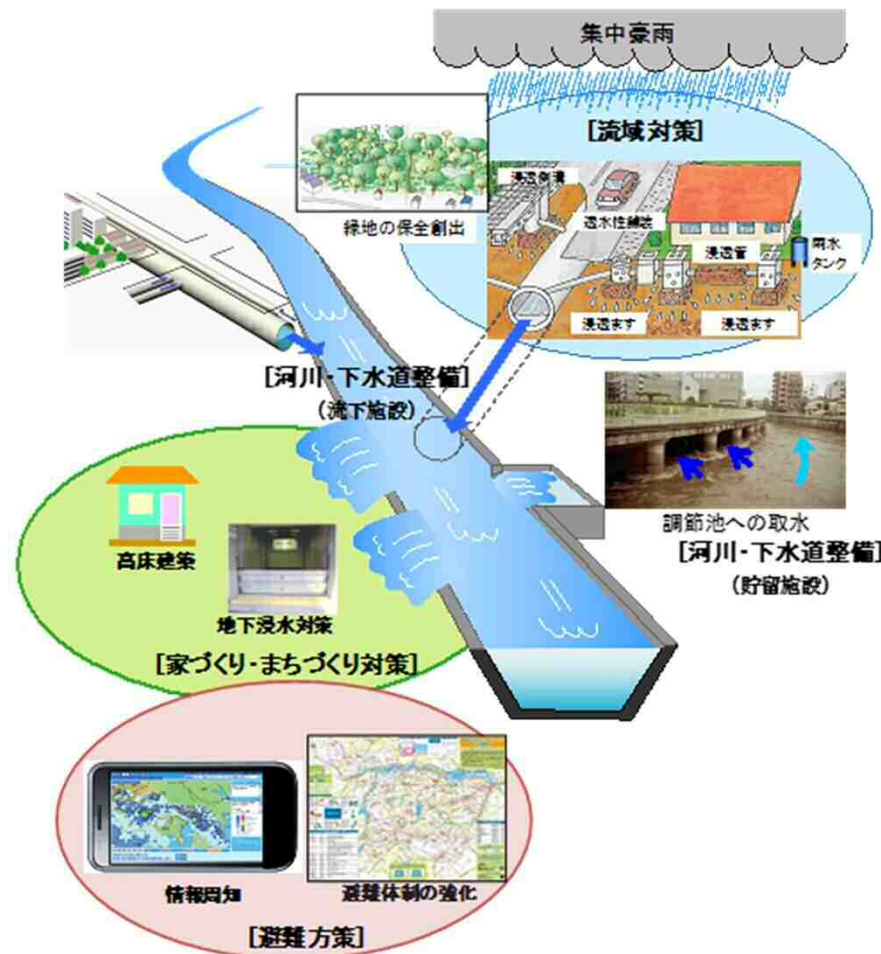 集中豪雨
[流域対策]
浸透側溝
透水性舗装
浸透管
雨水
タンク
浸透ます
浸透ます
緑地の保全創出
[河川・下水道整備]
(流下施設)
調節池への取水
[河川・下水道整備]
(貯留施設)
高床建築
地下浸水対策
[家づくり・まちづくり対策]
情報周知
避難体制の強化
[避難方策]